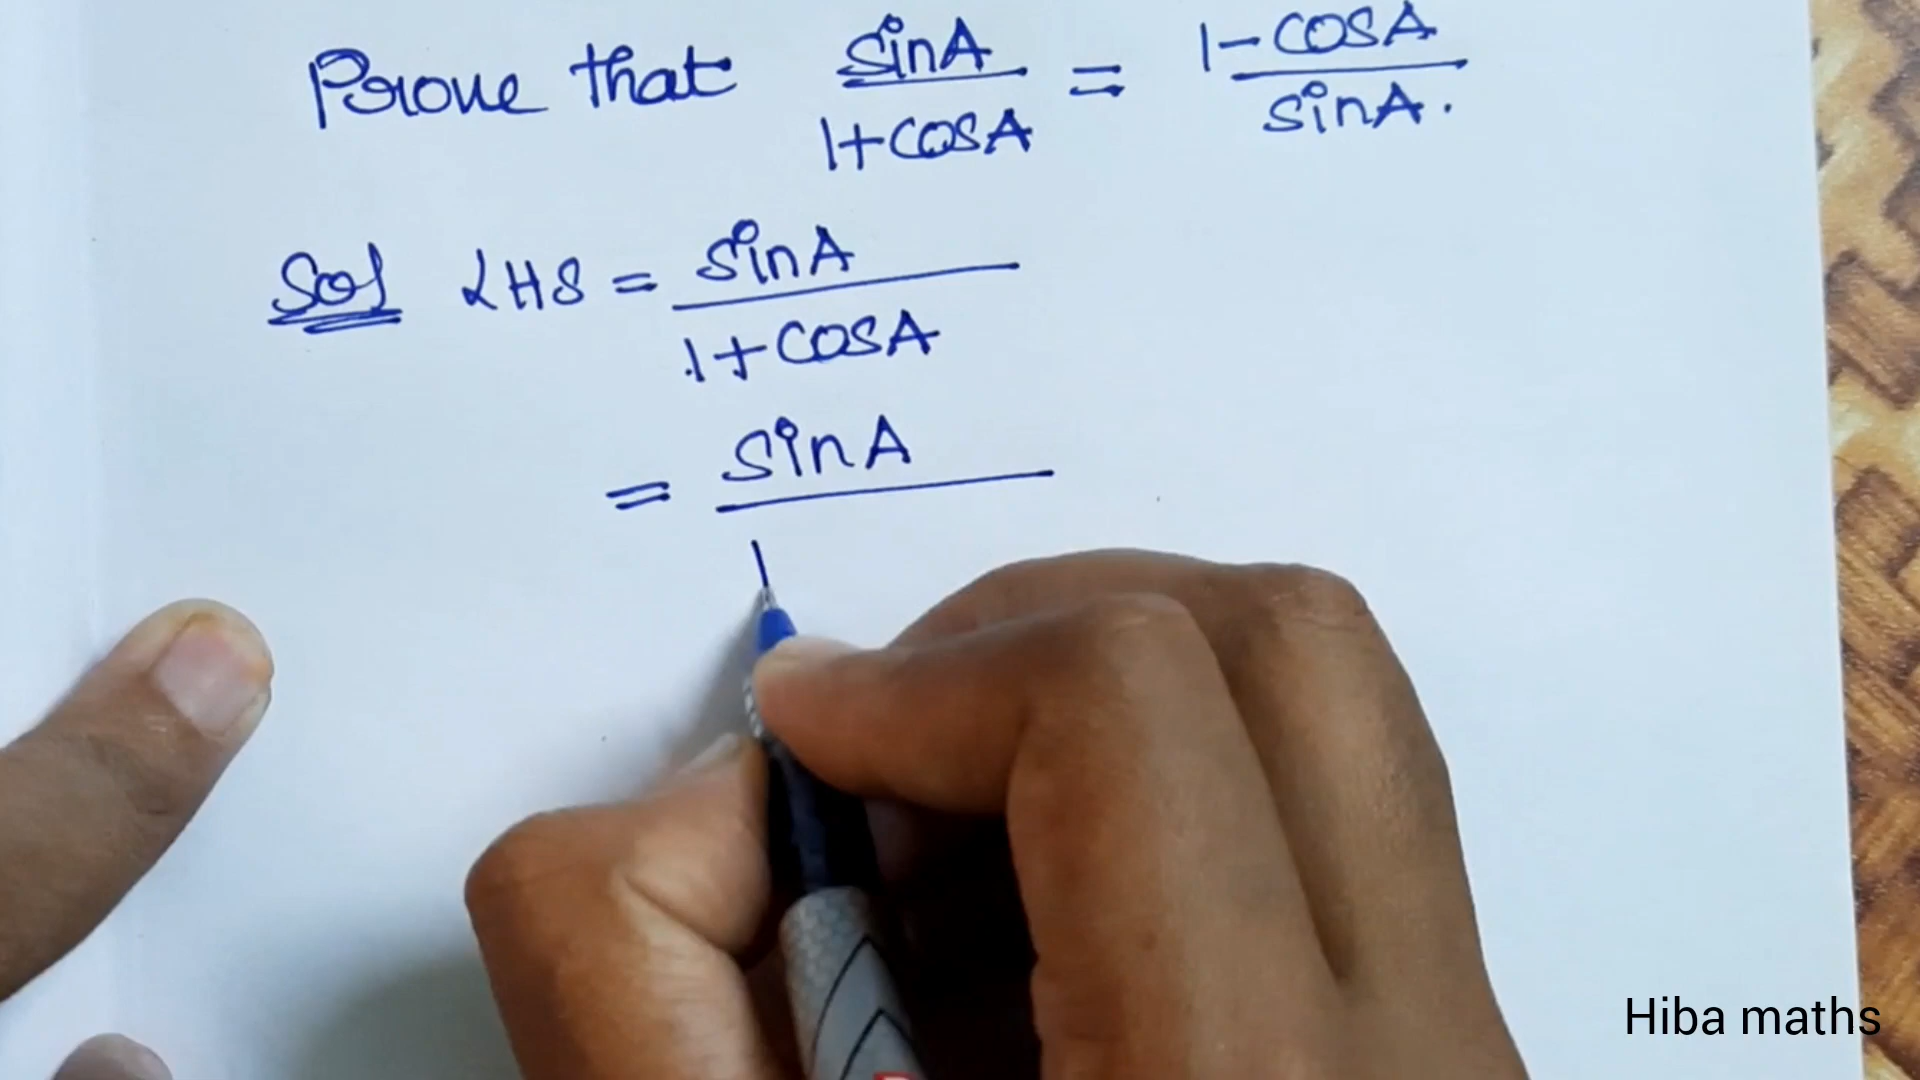 Prove that sinA / 1+cosA = 1-cosA / sinA.
Sol LHS = sinA / 1+cosA
= sinA / 1
Hiba maths